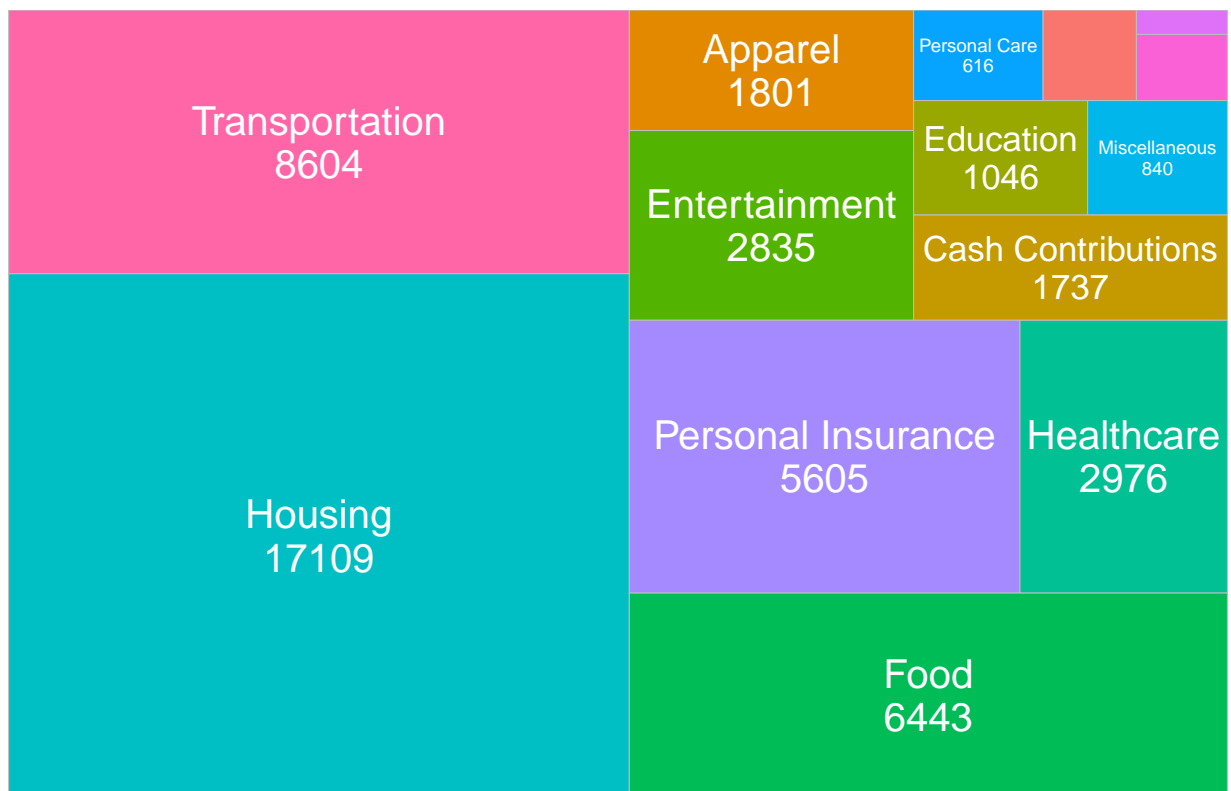 Transportation
8604
Housing
17109
Apparel
1801
Entertainment
2835
Personal Care
616
Education
1046
Miscellaneous
840
Cash Contributions
1737
Personal Insurance
5605
Healthcare
2976
Food
6443